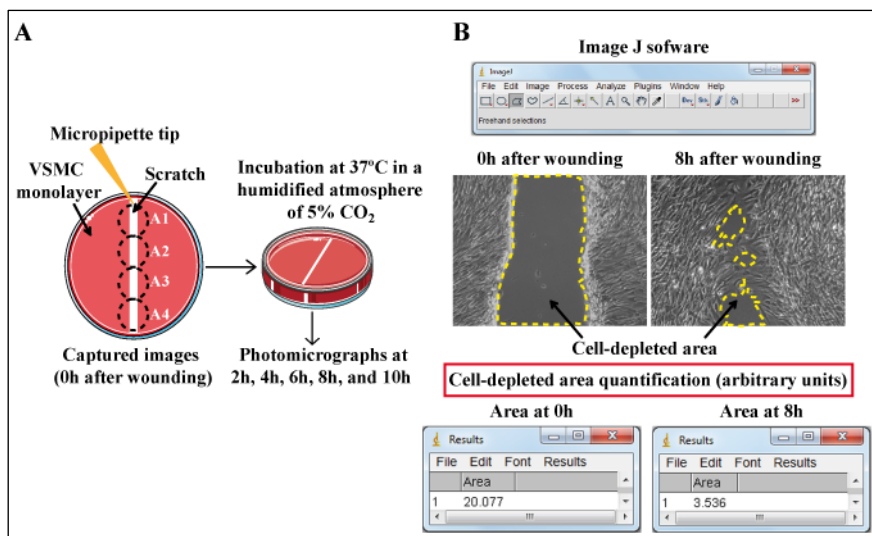 A
Micropipette tip
VSMC
monolayer
Scratch
A1
A2
A3
A4
Captured images
(0h after wounding)
Incubation at 37ºC in a
humidified atmosphere
of 5% CO2
Photomicrographs at
2h, 4h, 6h, 8h, and 10h
B
Image J sofware
ImageJ
File Edit Image Process Analyze Plugins Window Help
Freehand selections
0h after wounding
8h after wounding
Cell-depleted area
Cell-depleted area quantification (arbitrary units)
Area at 0h
Results
File Edit Font Results
Area
1 20.077
Area at 8h
Results
File Edit Font Results
Area
1 3.536